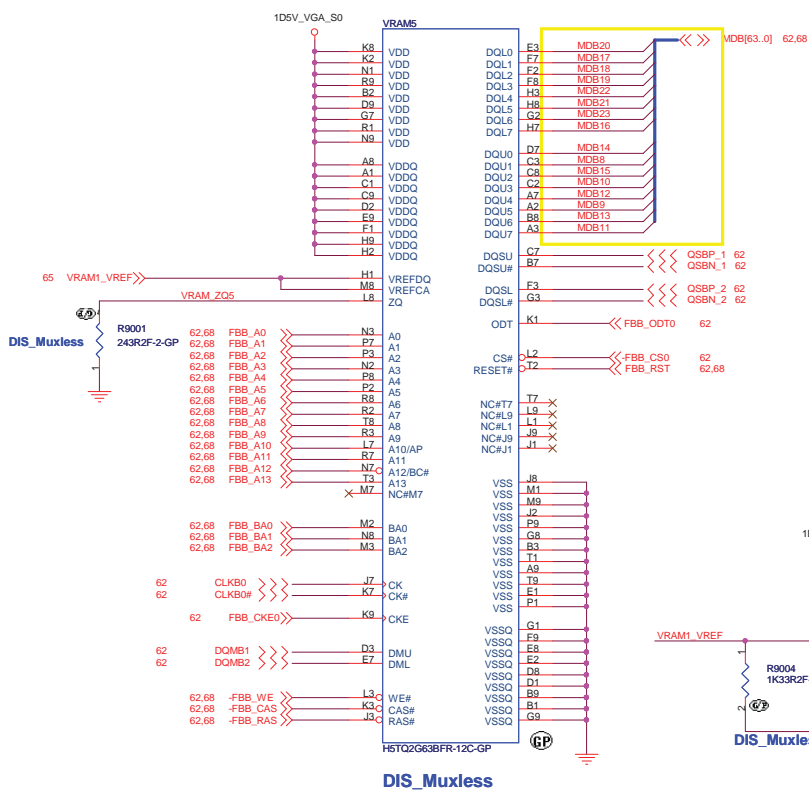 1D5V_VGA_S0
VRAM5
K8 VDD
K2 VDD
N1 VDD
R9 VDD
B2 VDD
D9 VDD
G7 VDD
R1 VDD
N9 VDD
A8 VDDQ
A1 VDDQ
C1 VDDQ
C9 VDDQ
D2 VDDQ
E9 VDDQ
F1 VDDQ
H9 VDDQ
H2 VDDQ
65 VRAM1_VREF H1 VREFDQ
M8 VREFCA
VRAM_ZQ5 L8 ZQ
R9001
243R2F-2-GP
DIS_Muxless
1
62,68 FBB_A0 N3 A0
62,68 FBB_A1 P7 A1
62,68 FBB_A2 P3 A2
62,68 FBB_A3 N2 A3
62,68 FBB_A4 P8 A4
62,68 FBB_A5 P2 A5
62,68 FBB_A6 R8 A6
62,68 FBB_A7 R2 A7
62,68 FBB_A8 T8 A8
62,68 FBB_A9 R3 A9
62,68 FBB_A10 L7 A10/AP
62,68 FBB_A11 R7 A11
62,68 FBB_A12 N7 A12/BC#
62,68 FBB_A13 T3 A13
M7 NC#M7
62,68 FBB_BA0 M2 BA0
62,68 FBB_BA1 N8 BA1
62,68 FBB_BA2 M3 BA2
62 CLKB0 J7 CK
62 CLKB0# K7 CK#
62 FBB_CKE0 K9 CKE
62 DQMB1 D3 DMU
62 DQMB2 E7 DML
62,68 -FBB_WE L3 WE#
62,68 -FBB_CAS K3 CAS#
62,68 -FBB_RAS J3 RAS#
DQL0 E3 MDB20
DQL1 F7 MDB17
DQL2 F2 MDB18
DQL3 F8 MDB19
DQL4 H3 MDB22
DQL5 H8 MDB21
DQL6 G2 MDB23
DQL7 H7 MDB16
MDB[63..0] 62,68
DQU0 D7 MDB14
DQU1 C3 MDB8
DQU2 C8 MDB15
DQU3 C2 MDB10
DQU4 A7 MDB12
DQU5 A2 MDB9
DQU6 B8 MDB13
DQU7 A3 MDB11
DQSU C7 QSBP_1 62
DQSU# B7 QSBN_1 62
DQSL F3 QSBP_2 62
DQSL# G3 QSBN_2 62
ODT K1 FBB_ODT0 62
CS# L2 -FBB_CS0 62
RESET# T2 FBB_RST 62,68
NC#T7 T7
NC#L9 L9
NC#L1 L1
NC#J9 J9
NC#J1 J1
VSS J8
VSS M1
VSS M9
VSS J2
VSS P9
VSS G8
VSS B3
VSS T1
VSS A9
VSS T9
VSS E1
VSS P1
VSSQ G1
VSSQ F9
VSSQ E8
VSSQ E2
VSSQ D8
VSSQ D1
VSSQ B9
VSSQ B1
VSSQ G9
H5TQ2G63BFR-12C-GP
GP
DIS_Muxless
VRAM1_VREF
1
R9004
1K33R2F-
2
G/P
DIS_Muxle